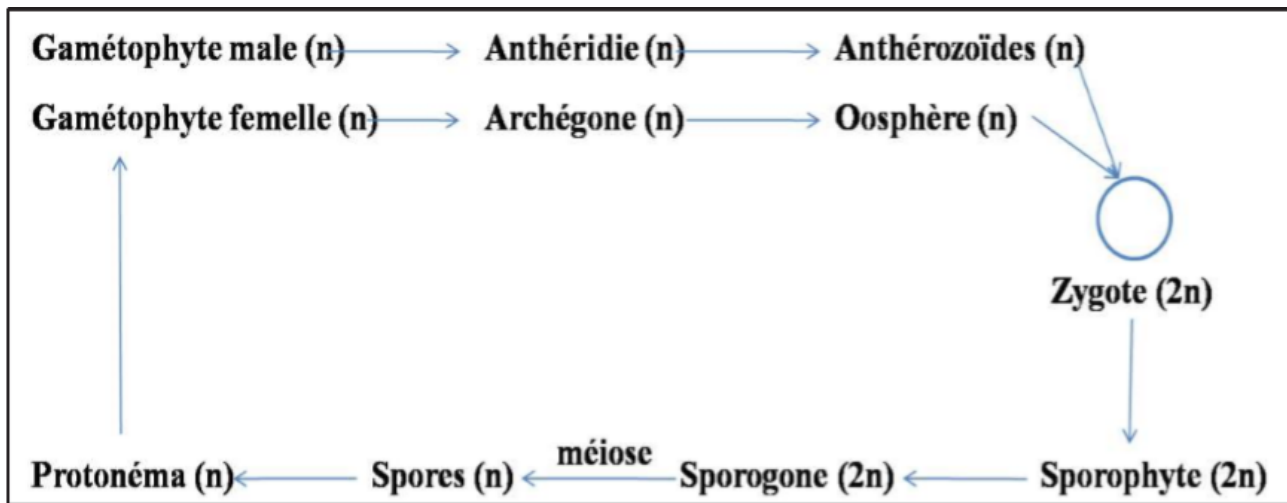 Gamétophyte male (n) Anthéridie (n) Anthérozoïdes (n)
Gamétophyte femelle (n) Archégone (n) Oosphère (n)
Zygote (2n)
méiose
Protonéma (n) Spores (n) Sporogone (2n) Sporophyte (2n)